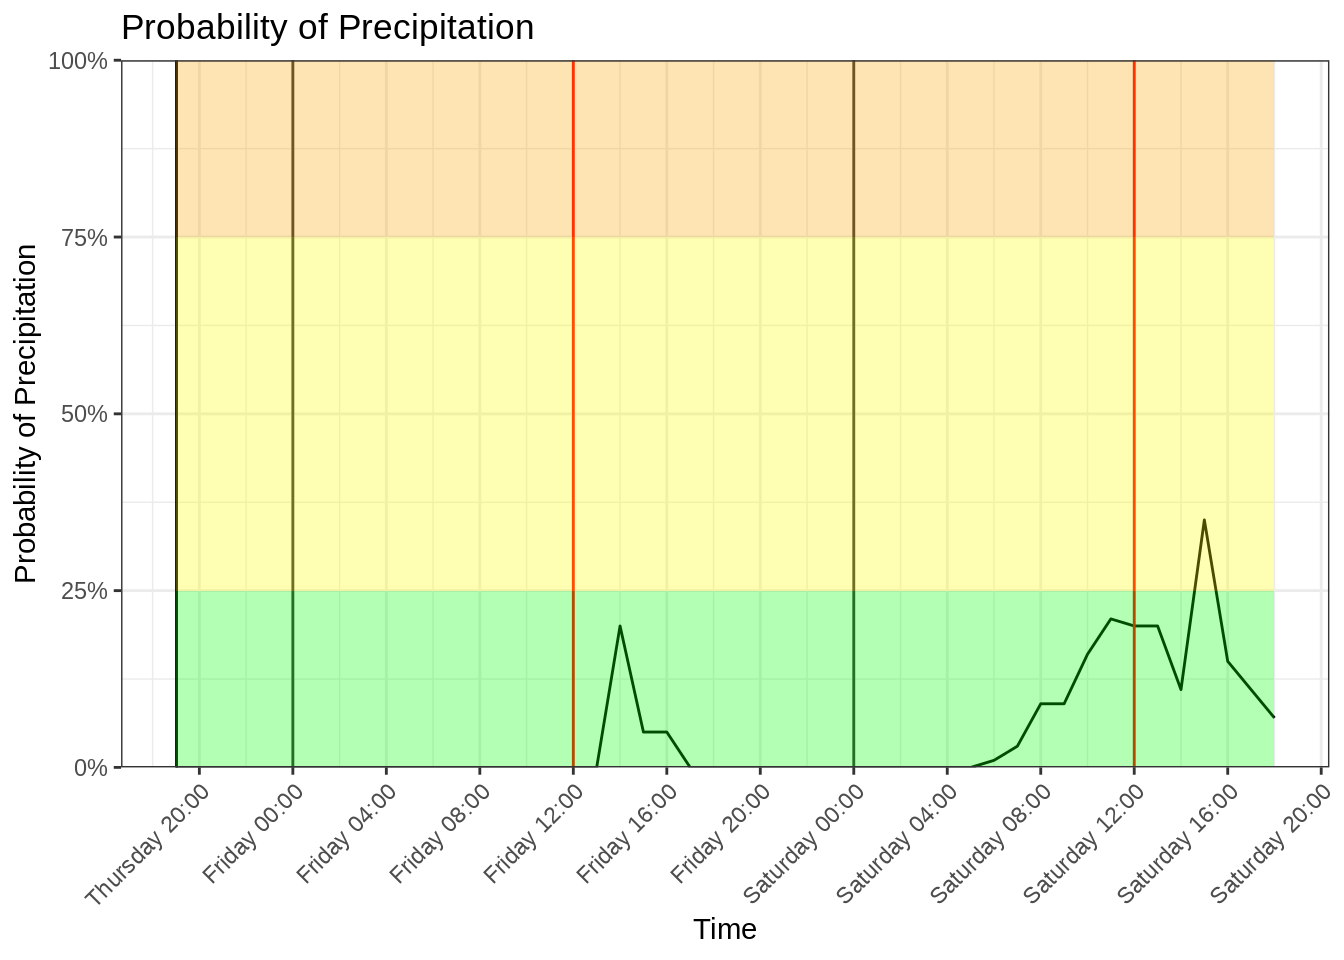 Probability of Precipitation
100%
75%
50%
25%
0%
Probability of Precipitation
Thursday 20:00
Friday 00:00
Friday 04:00
Friday 08:00
Friday 12:00
Friday 16:00
Friday 20:00
Saturday 00:00
Saturday 04:00
Saturday 08:00
Saturday 12:00
Saturday 16:00
Saturday 20:00
Time